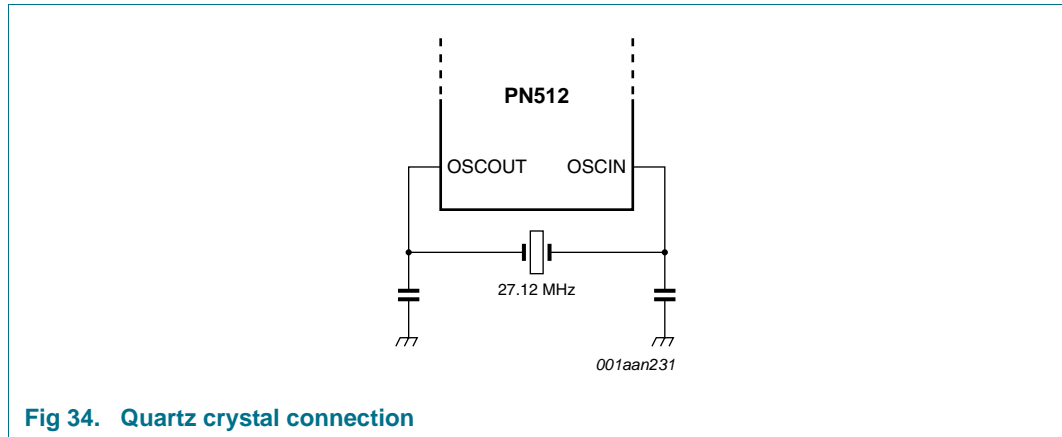 PN512
OSCOUT OSCIN
27.12 MHz
001aan231
Fig 34. Quartz crystal connection